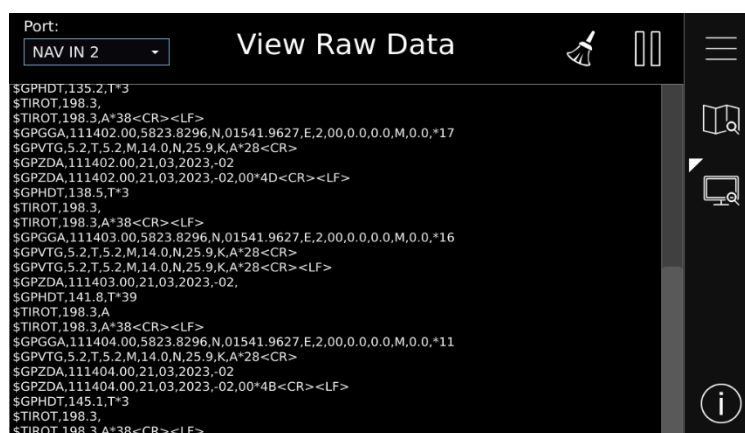 Port:
NAV IN 2
View Raw Data
$GPHDT,135.2,T*3
$TIROT,198.3,
$TIROT,198.3,A*38<CR><LF>
$GPGGA,111402.00,5823.8296,N,01541.9627,E,2,00,0.0,0.0,M,0.0,*17
$GPVTG,5.2,T,5.2,M,14.0,N,25.9,K,A*28<CR>
$GPZDA,111402.00,21,03,2023,-02
$GPZDA,111402.00,21,03,2023,-02,00*4D<CR><LF>
$GPHDT,138.5,T*3
$TIROT,198.3,
$TIROT,198.3,A*38<CR><LF>
$GPGGA,111403.00,5823.8296,N,01541.9627,E,2,00,0.0,0.0,M,0.0,*16
$GPVTG,5.2,T,5.2,M,14.0,N,25.9,K,A*28<CR>
$GPVTG,5.2,T,5.2,M,14.0,N,25.9,K,A*28<CR><LF>
$GPZDA,111403.00,21,03,2023,-02,
$GPHDT,141.8,T*39
$TIROT,198.3,A
$TIROT,198.3,A*38<CR><LF>
$GPGGA,111404.00,5823.8296,N,01541.9627,E,2,00,0.0,0.0,M,0.0,*11
$GPVTG,5.2,T,5.2,M,14.0,N,25.9,K,A*28<CR>
$GPZDA,111404.00,21,03,2023,-02
$GPZDA,111404.00,21,03,2023,-02,00*4B<CR><LF>
$GPHDT,145.1,T*3
$TIROT,198.3,
$TIROT,198.3,A*38<CR><LF>